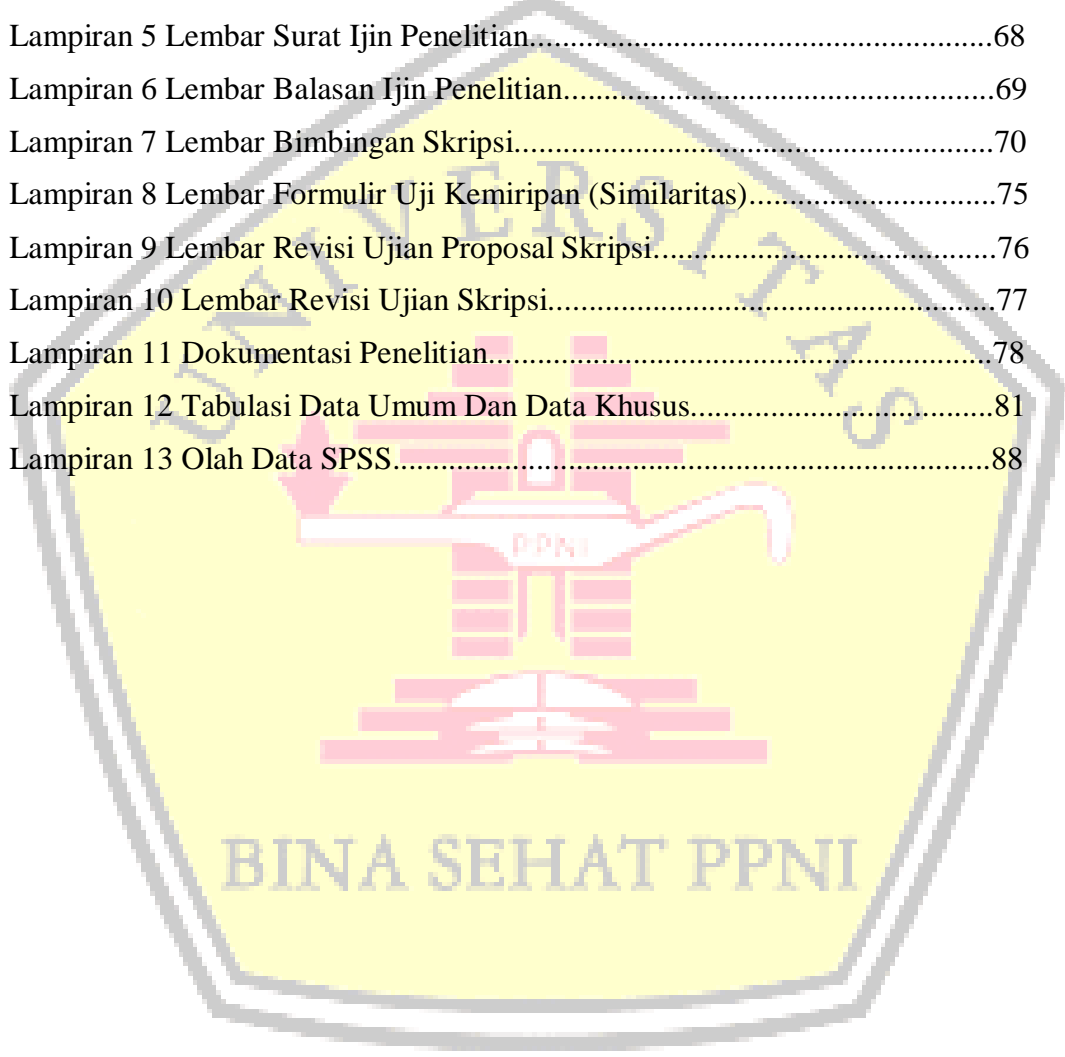 Lampiran 5 Lembar Surat Ijin Penelitian.........................................................68
Lampiran 6 Lembar Balasan Ijin Penelitian.....................................................69
Lampiran 7 Lembar Bimbingan Skripsi...........................................................70
Lampiran 8 Lembar Formulir Uji Kemiripan (Similaritas)..............................75
Lampiran 9 Lembar Revisi Ujian Proposal Skripsi..........................................76
Lampiran 10 Lembar Revisi Ujian Skripsi.......................................................77
Lampiran 11 Dokumentasi Penelitian..............................................................78
Lampiran 12 Tabulasi Data Umum Dan Data Khusus.....................................81
Lampiran 13 Olah Data SPSS..........................................................................88
UNIVERSITAS
PPNI
BINA SEHAT PPNI